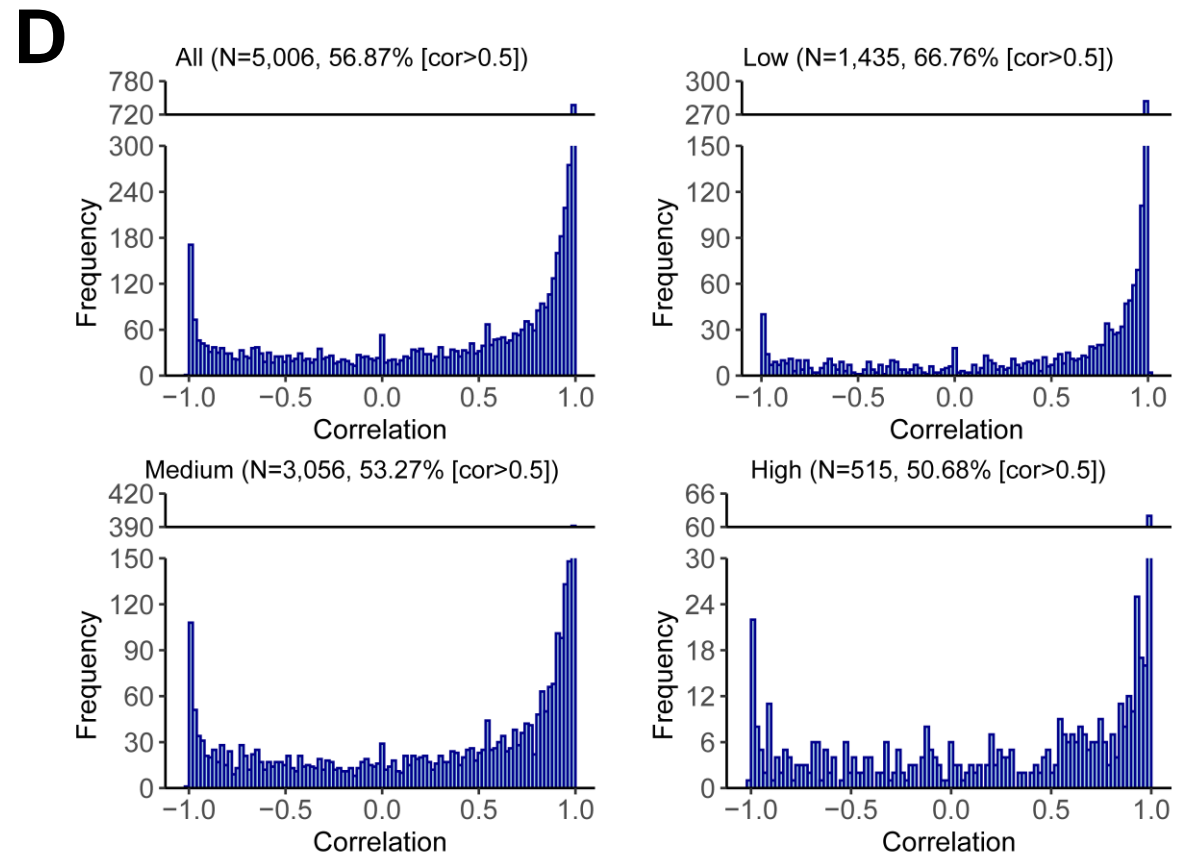 D
All (N=5,006, 56.87% [cor>0.5])
780
720
300
240
180
120
60
0
Frequency
−1.0 −0.5 0.0 0.5 1.0
Correlation
Low (N=1,435, 66.76% [cor>0.5])
300
270
150
120
90
60
30
0
Frequency
−1.0 −0.5 0.0 0.5 1.0
Correlation
Medium (N=3,056, 53.27% [cor>0.5])
420
390
150
120
90
60
30
0
Frequency
−1.0 −0.5 0.0 0.5 1.0
Correlation
High (N=515, 50.68% [cor>0.5])
66
60
30
24
18
12
6
0
Frequency
−1.0 −0.5 0.0 0.5 1.0
Correlation